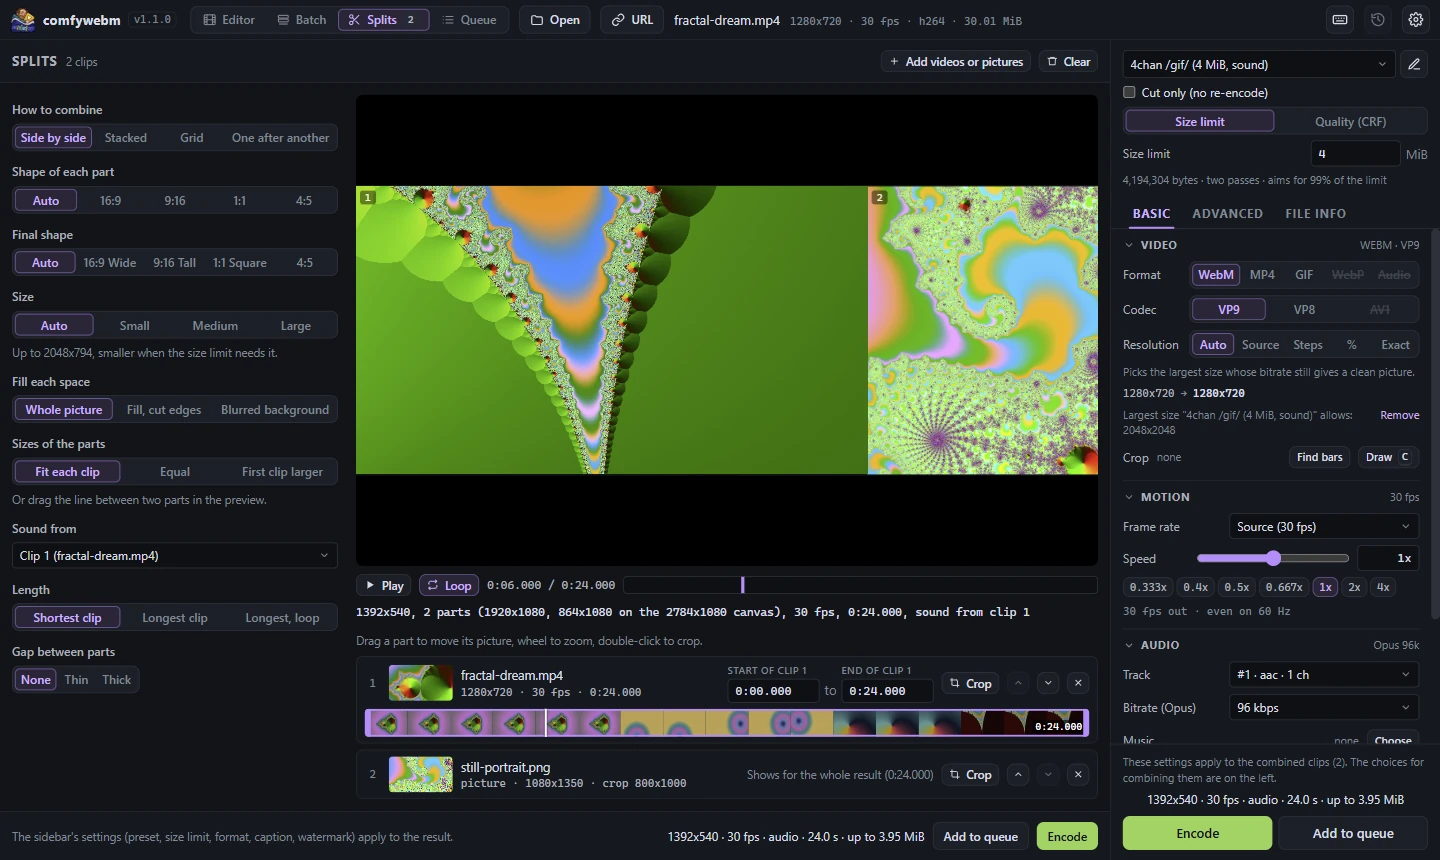 comfywebm v1.1.0 Editor Batch Splits 2 Queue Open URL fractal-dream.mp4 1280x720 · 30 fps · h264 · 30.01 MiB
SPLITS 2 clips + Add videos or pictures Clear
How to combine
Side by side Stacked Grid One after another
Shape of each part
Auto 16:9 9:16 1:1 4:5
Final shape
Auto 16:9 Wide 9:16 Tall 1:1 Square 4:5
Size
Auto Small Medium Large
Up to 2048x794, smaller when the size limit needs it.
Fill each space
Whole picture Fill, cut edges Blurred background
Sizes of the parts
Fit each clip Equal First clip larger
Or drag the line between two parts in the preview.
Sound from
Clip 1 (fractal-dream.mp4)
Length
Shortest clip Longest clip Longest, loop
Gap between parts
None Thin Thick
1 2
Play Loop 0:06.000 / 0:24.000
1392x540, 2 parts (1920x1080, 864x1080 on the 2784x1080 canvas), 30 fps, 0:24.000, sound from clip 1
Drag a part to move its picture, wheel to zoom, double-click to crop.
START OF CLIP 1 END OF CLIP 1
1 fractal-dream.mp4 0:00.000 to 0:24.000 Crop
1280x720 · 30 fps · 0:24.000
0:24.000
2 still-portrait.png Shows for the whole result (0:24.000) Crop
picture · 1080x1350 · crop 800x1000
The sidebar's settings (preset, size limit, format, caption, watermark) apply to the result. 1392x540 · 30 fps · audio · 24.0 s · up to 3.95 MiB Add to queue Encode
4chan /gif/ (4 MiB, sound)
Cut only (no re-encode)
Size limit Quality (CRF)
Size limit 4 MiB
4,194,304 bytes · two passes · aims for 99% of the limit
BASIC ADVANCED FILE INFO
VIDEO WEBM · VP9
Format WebM MP4 GIF WebP Audio
Codec VP9 VP8 AV1
Resolution Auto Source Steps % Exact
Picks the largest size whose bitrate still gives a clean picture.
1280x720 → 1280x720
Largest size "4chan /gif/ (4 MiB, sound)" allows: Remove
2048x2048
Crop none Find bars Draw C
MOTION 30 fps
Frame rate Source (30 fps)
Speed 1x
0.333x 0.4x 0.5x 0.667x 1x 2x 4x
30 fps out · even on 60 Hz
AUDIO Opus 96k
Track #1 · aac · 1 ch
Bitrate (Opus) 96 kbps
Music none Choose
These settings apply to the combined clips (2). The choices for
combining them are on the left.
1392x540 · 30 fps · audio · 24.0 s · up to 3.95 MiB
Encode Add to queue